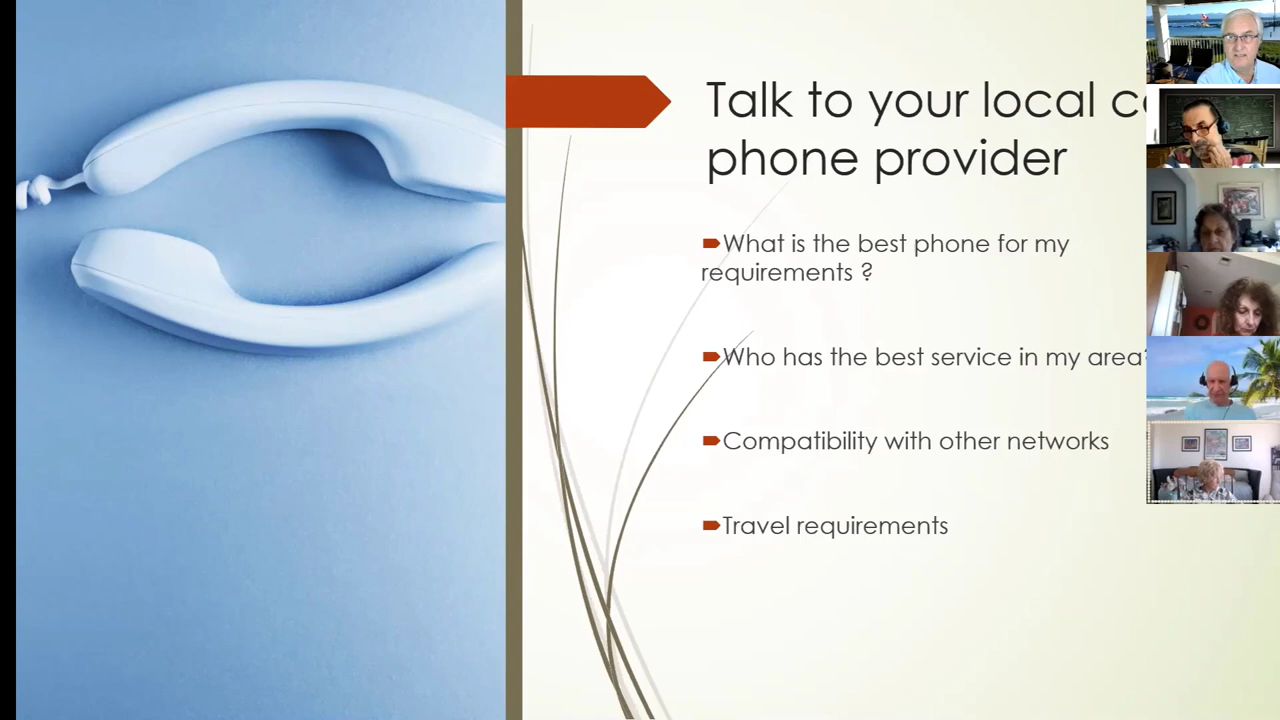 Talk to your local
phone provider
What is the best phone for my
requirements ?
Who has the best service in my area?
Compatibility with other networks
Travel requirements